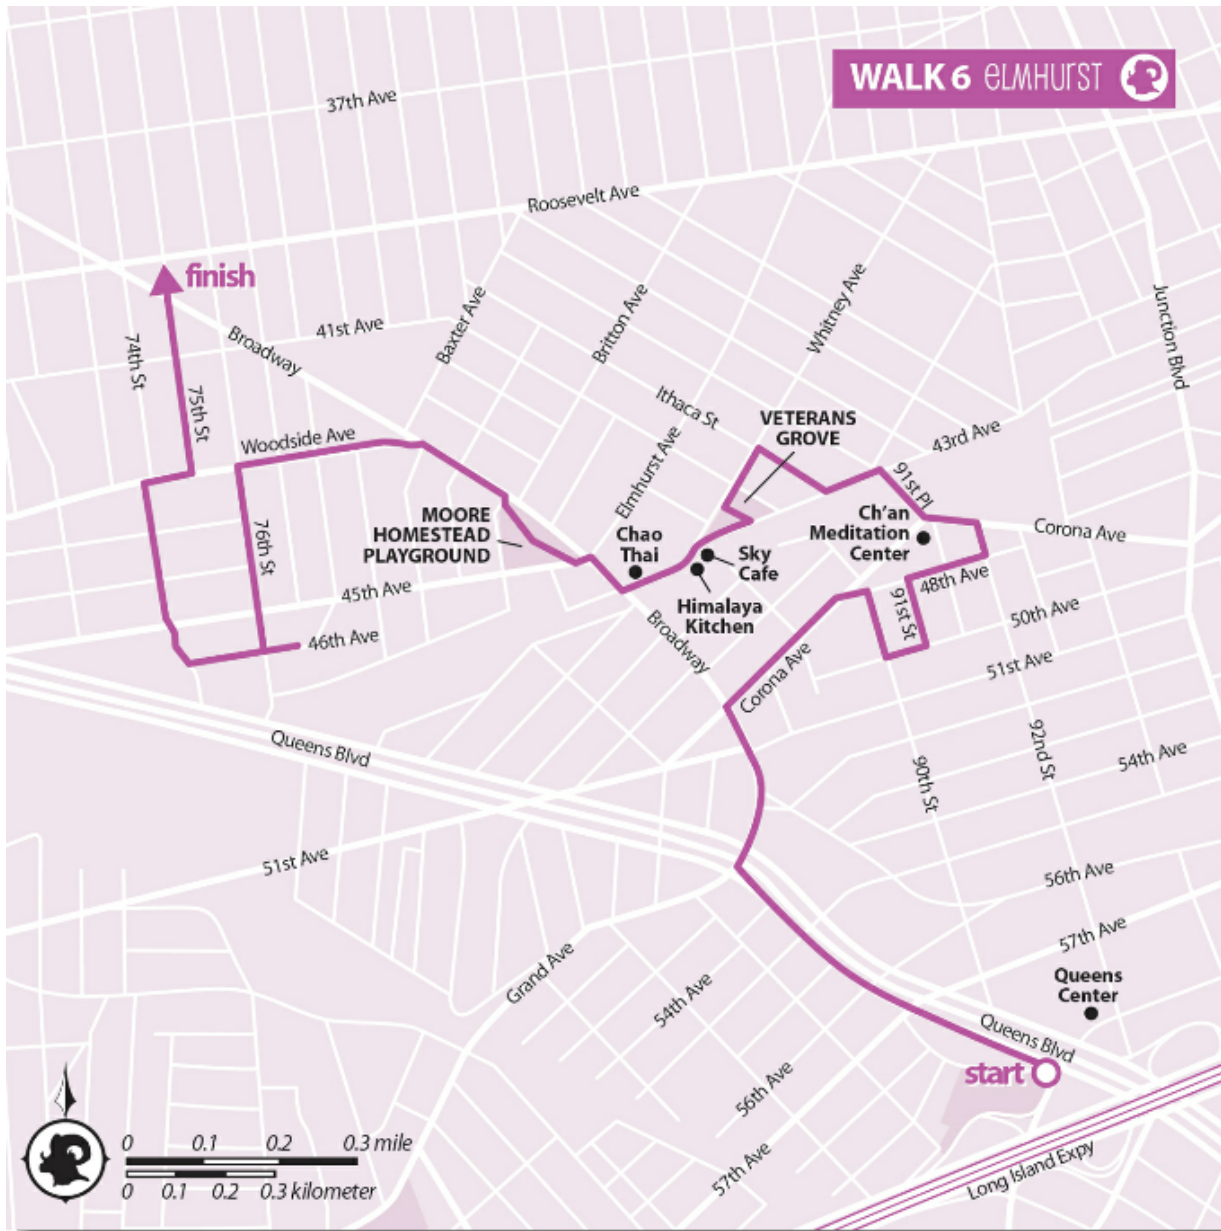 WALK 6 ELMHURST
37th Ave
Roosevelt Ave
finish
Broadway
41st Ave
74th St
75th St
Baxter Ave
Britton Ave
Whitney Ave
Junction Blvd
Ithaca St
VETERANS
GROVE
43rd Ave
Woodside Ave
Elmhurst Ave
91st Pl
MOORE
HOMESTEAD
PLAYGROUND
Chao
Thai
Sky
Cafe
Ch'an
Meditation
Center
Corona Ave
76th St
45th Ave
Himalaya
Kitchen
48th Ave
91st St
50th Ave
46th Ave
Broadway
Corona Ave
51st Ave
Queens Blvd
92nd St
54th Ave
90th St
51st Ave
56th Ave
57th Ave
Grand Ave
54th Ave
Queens
Center
Queens Blvd
start
56th Ave
57th Ave
Long Island Expy
0 0.1 0.2 0.3 mile
0 0.1 0.2 0.3 kilometer